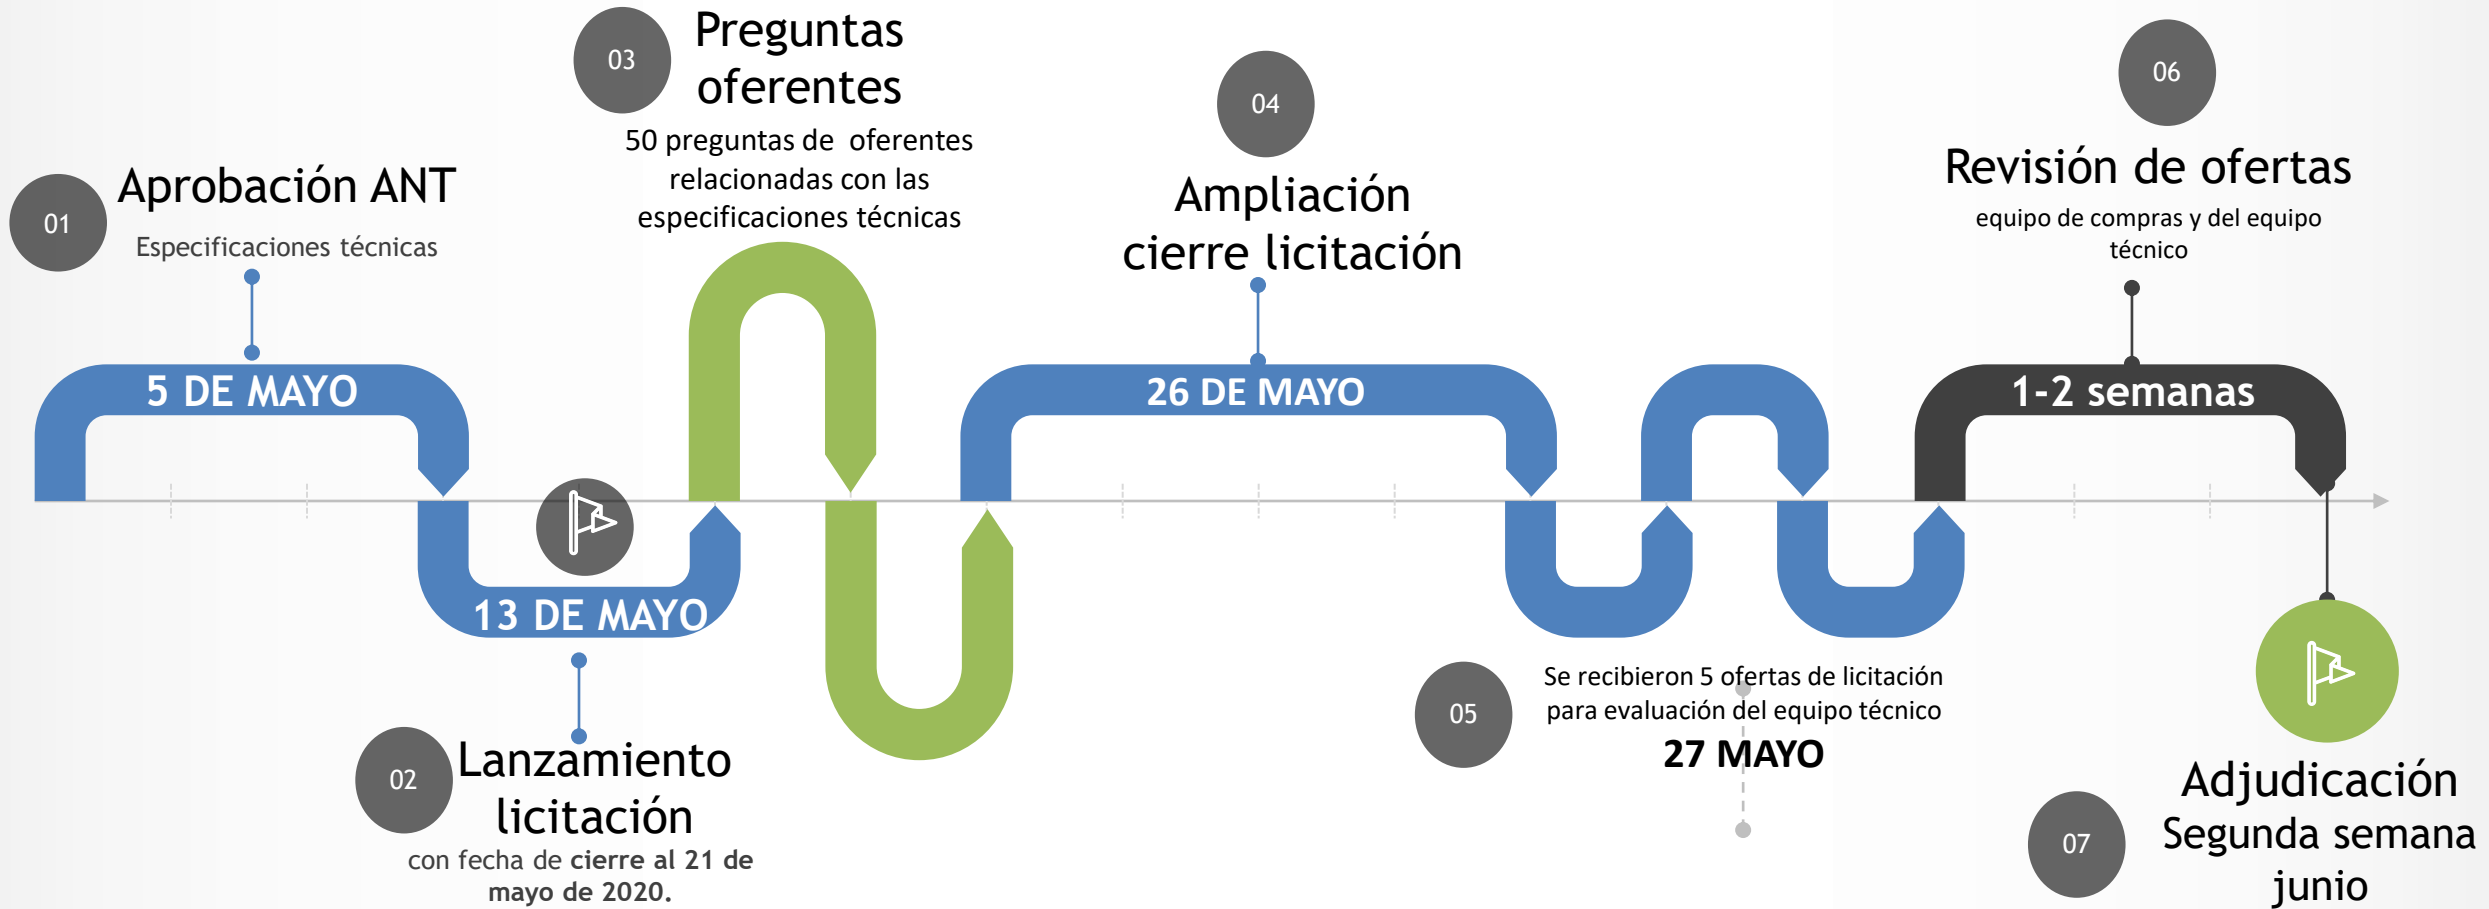 01
Aprobación ANT
Especificaciones técnicas
5 DE MAYO
13 DE MAYO
02
Lanzamiento
licitación
con fecha de cierre al 21 de
mayo de 2020.
03
Preguntas
oferentes
50 preguntas de oferentes
relacionadas con las
especificaciones técnicas
04
Ampliación
cierre licitación
26 DE MAYO
05
Se recibieron 5 ofertas de licitación
para evaluación del equipo técnico
27 MAYO
06
Revisión de ofertas
equipo de compras y del equipo
técnico
1-2 semanas
07
Adjudicación
Segunda semana
junio